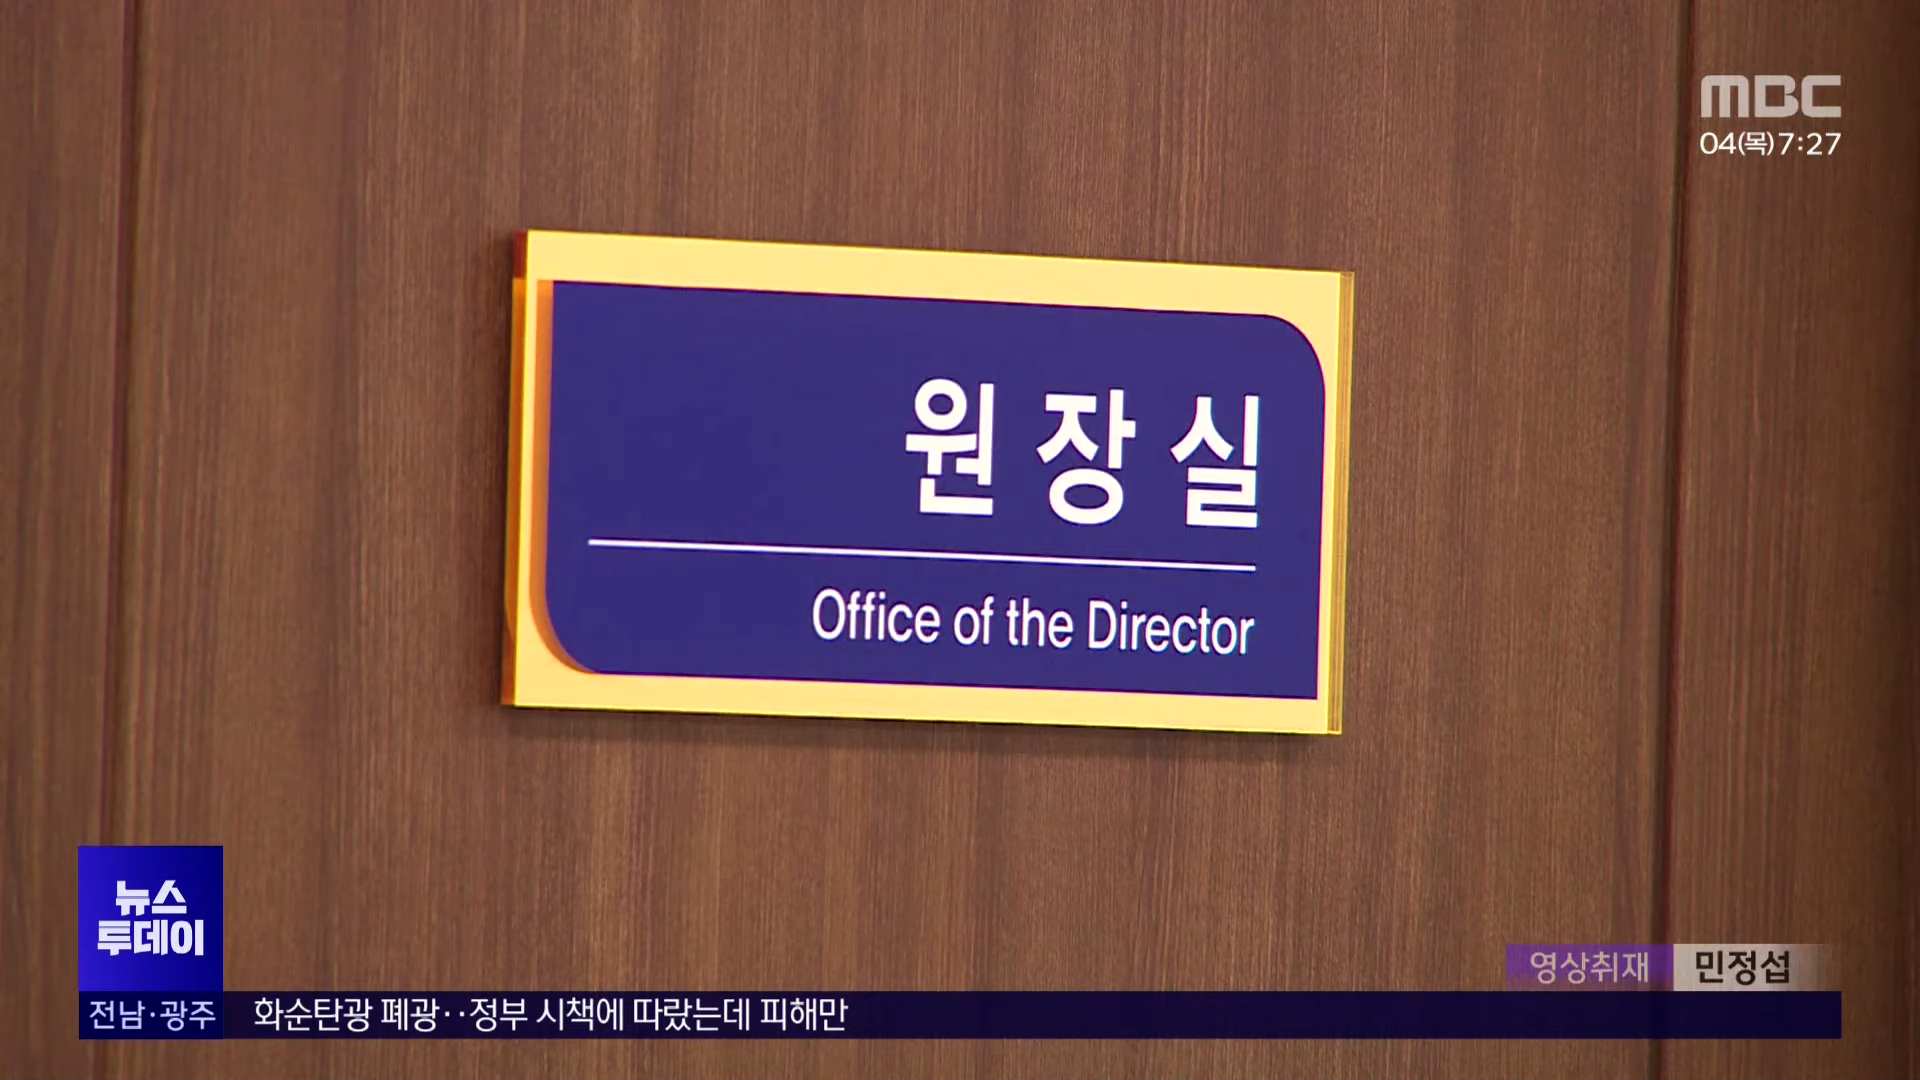 MBC
04(목)7:27
원장실
Office of the Director
뉴스
투데이
영상취재 민정섭
전남·광주 화순탄광 폐광‥정부 시책에 따랐는데 피해만